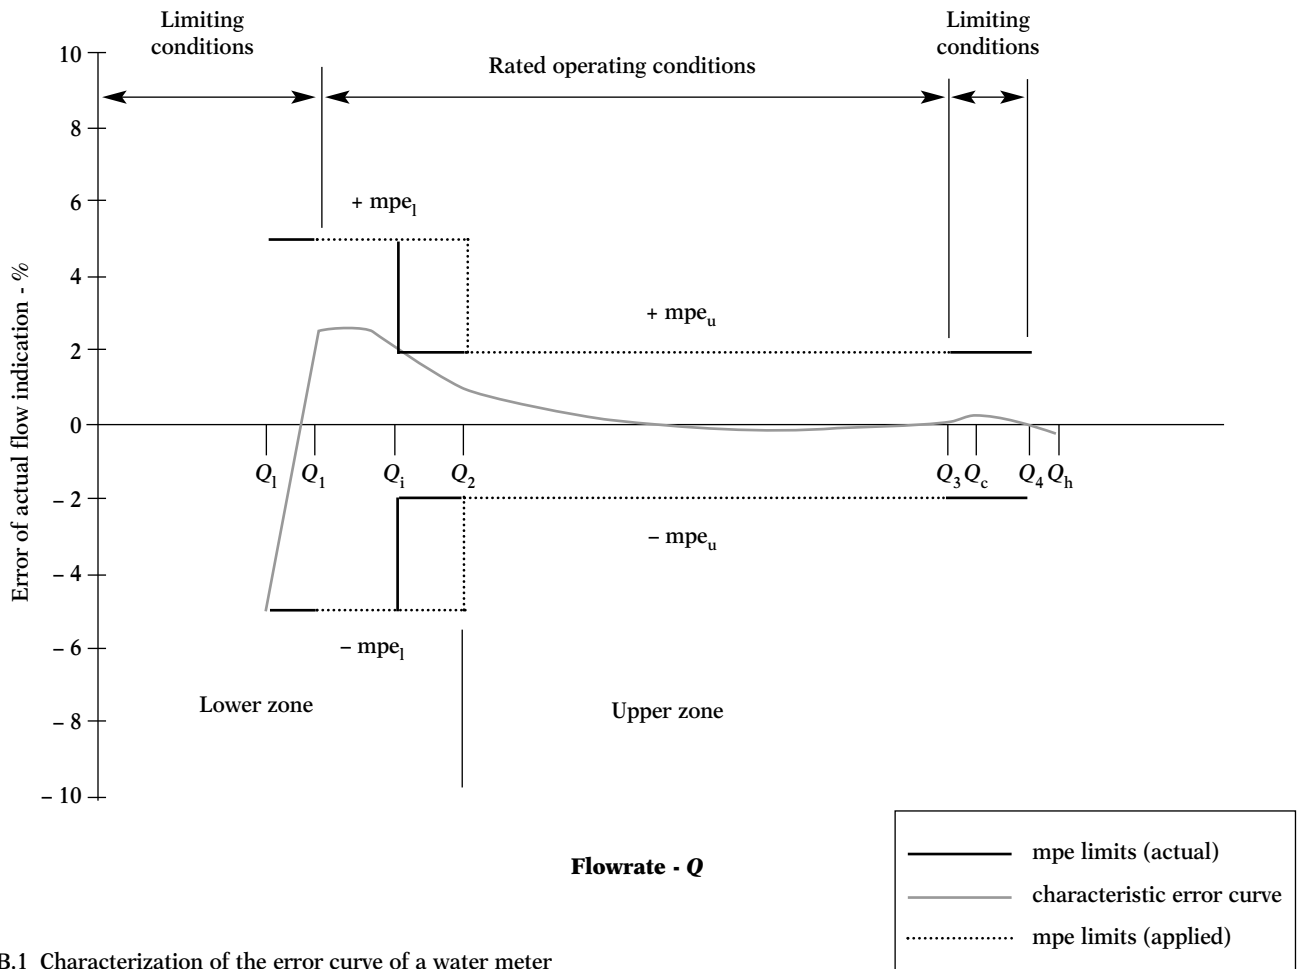 Limiting
conditions
Rated operating conditions
Limiting
conditions
10
8
6
4
2
0
– 2
– 4
– 6
– 8
– 10
Error of actual flow indication - %
+ mpe_l
+ mpe_u
Q_l Q_1 Q_i Q_2 Q_3 Q_c Q_4 Q_h
– mpe_u
– mpe_l
Lower zone
Upper zone
Flowrate - Q
mpe limits (actual)
characteristic error curve
mpe limits (applied)
B.1 Characterization of the error curve of a water meter